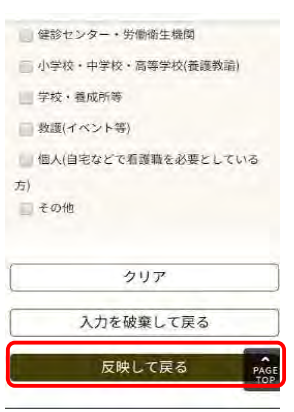 健診センター・労働衛生機関
小学校・中学校・高等学校(養護教諭)
学校・養成所等
救護(イベント等)
個人(自宅などで看護職を必要としている
方)
その他
クリア
入力を破棄して戻る
反映して戻る
PAGE
TOP